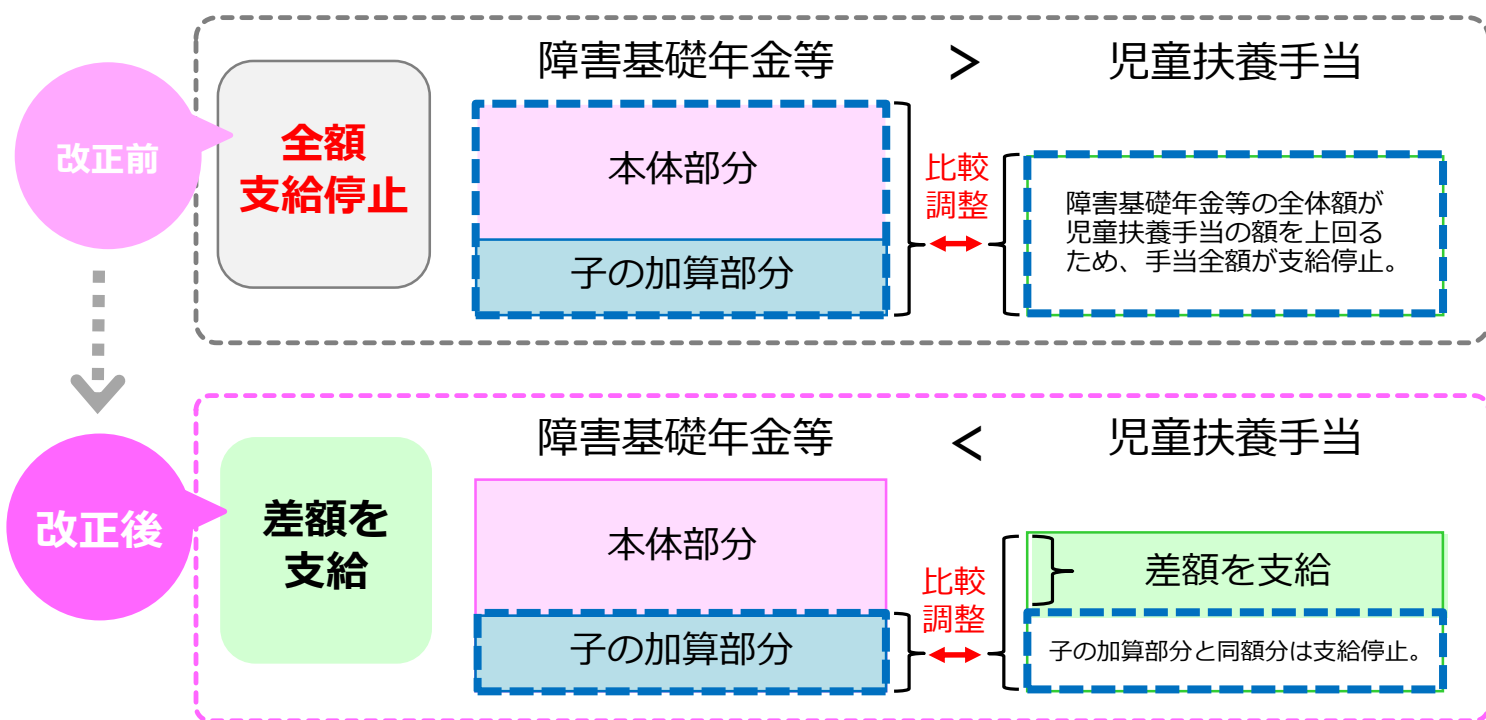 障害基礎年金等 > 児童扶養手当
改正前
全額
支給停止
本体部分
子の加算部分
比較
調整
障害基礎年金等の全体額が
児童扶養手当の額を上回る
ため、手当全額が支給停止。
障害基礎年金等 < 児童扶養手当
改正後
差額を
支給
本体部分
子の加算部分
比較
調整
差額を支給
子の加算部分と同額分は支給停止。